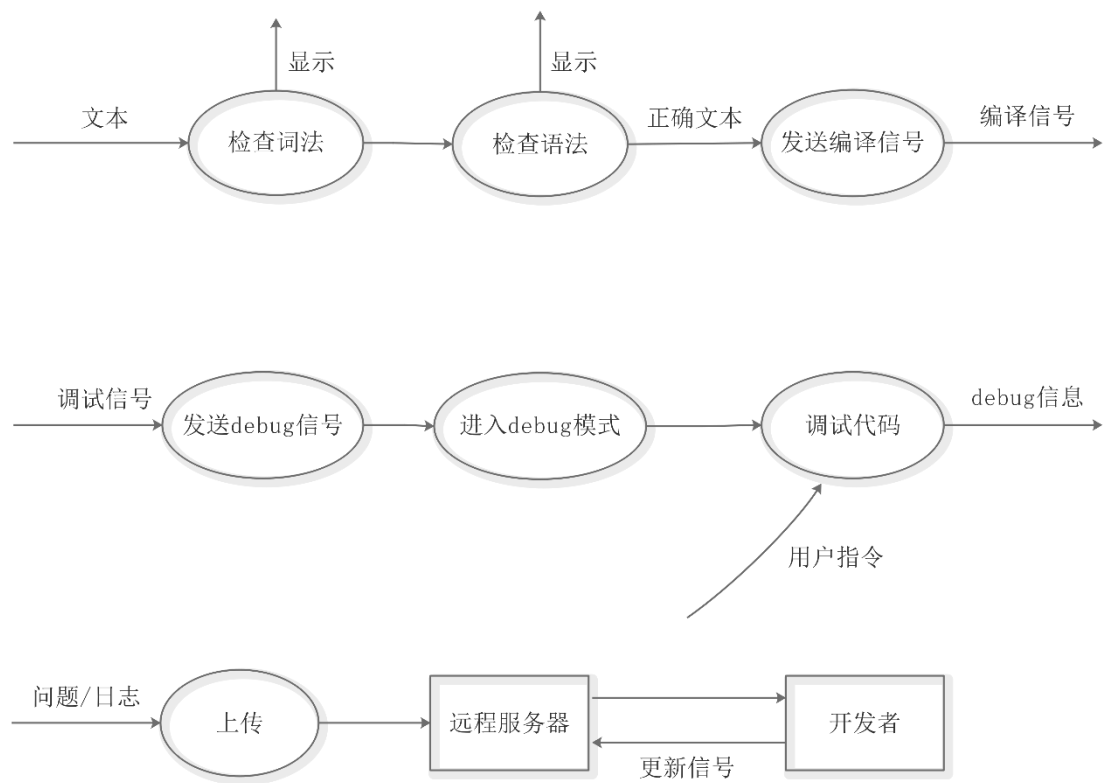 显示
显示
文本
检查词法
检查语法
正确文本
发送编译信号
编译信号
调试信号
发送debug信号
进入debug模式
调试代码
debug信息
用户指令
问题/日志
上传
远程服务器
开发者
更新信号